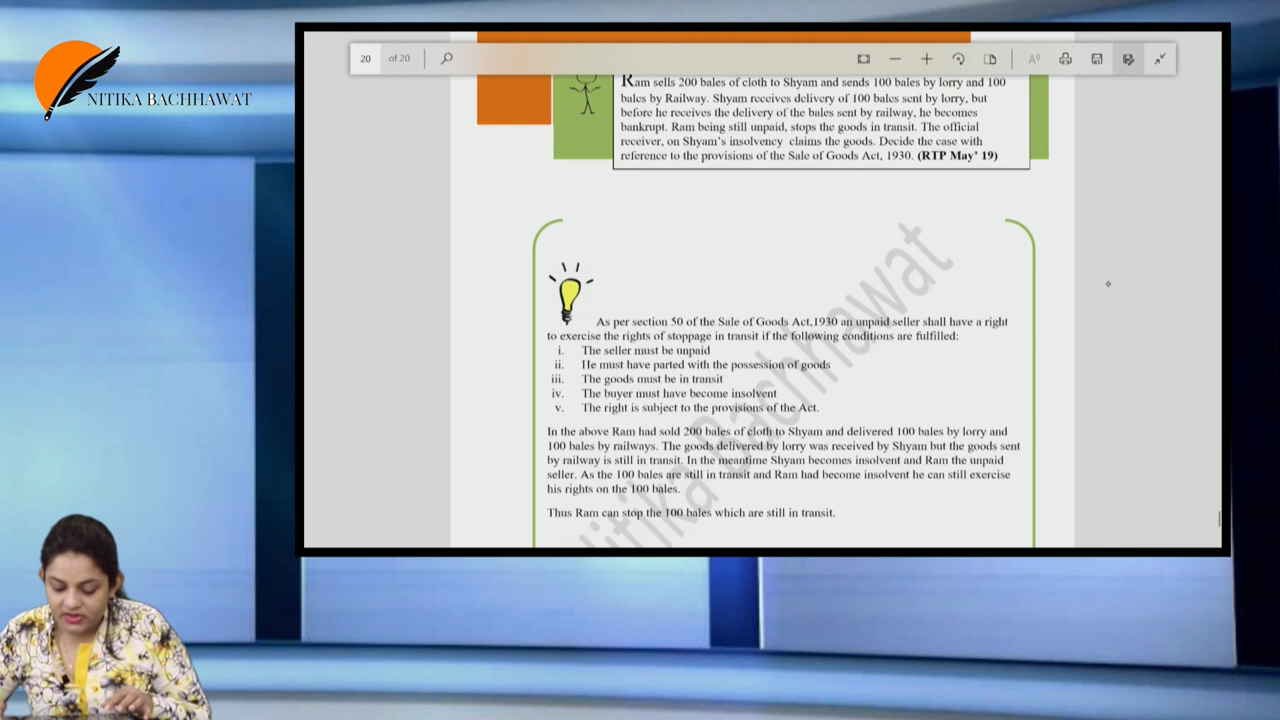 NITIKA BACHHAWAT
20 of 20
Ram sells 200 bales of cloth to Shyam and sends 100 bales by lorry and 100
bales by Railway. Shyam receives delivery of 100 bales sent by lorry, but
before he receives the delivery of the bales sent by railway, he becomes
bankrupt. Ram being still unpaid, stops the goods in transit. The official
receiver, on Shyam's insolvency claims the goods. Decide the case with
reference to the provisions of the Sale of Goods Act, 1930. (RTP May' 19)
As per section 50 of the Sale of Goods Act,1930 an unpaid seller shall have a right
to exercise the rights of stoppage in transit if the following conditions are fulfilled:
i. The seller must be unpaid
ii. He must have parted with the possession of goods
iii. The goods must be in transit
iv. The buyer must have become insolvent
v. The right is subject to the provisions of the Act.
In the above Ram had sold 200 bales of cloth to Shyam and delivered 100 bales by lorry and
100 bales by railways. The goods delivered by lorry was received by Shyam but the goods sent
by railway is still in transit. In the meantime Shyam becomes insolvent and Ram the unpaid
seller. As the 100 bales are still in transit and Ram had become insolvent he can still exercise
his rights on the 100 bales.
Thus Ram can stop the 100 bales which are still in transit.
Nitika Bachhawat